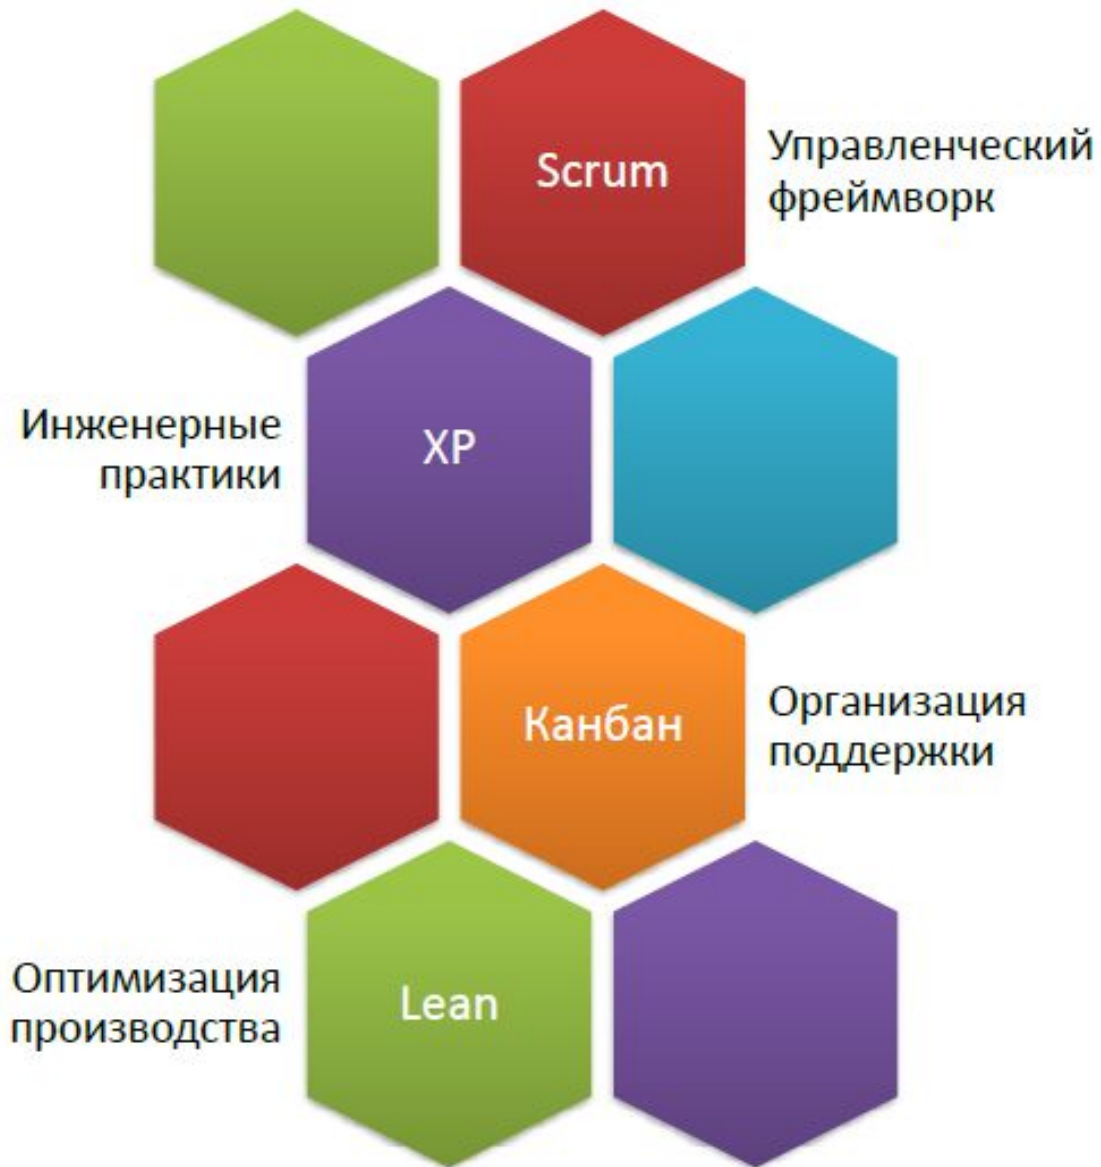 Scrum
Управленческий
фреймворк
Инженерные
практики
XP
Канбан
Организация
поддержки
Оптимизация
производства
Lean